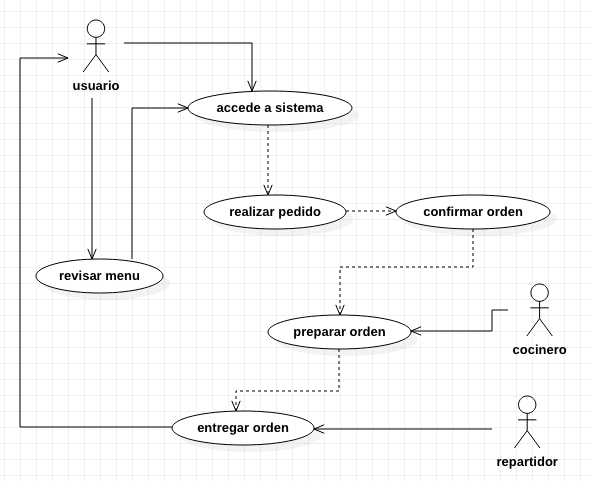 usuario
accede a sistema
realizar pedido
confirmar orden
revisar menu
preparar orden
cocinero
entregar orden
repartidor